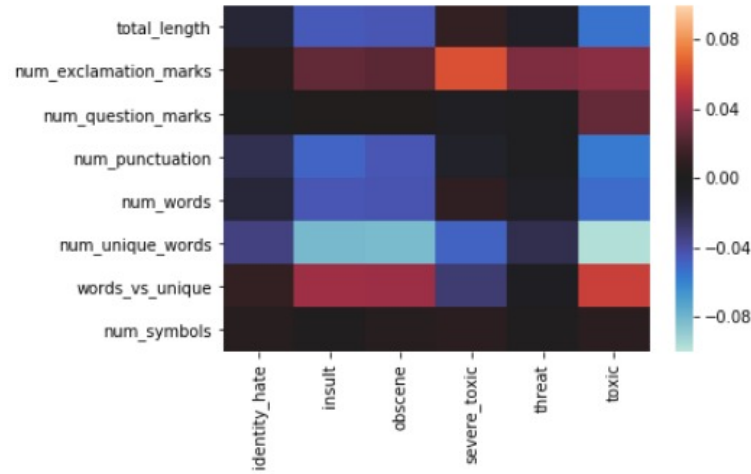 total_length
num_exclamation_marks
num_question_marks
num_punctuation
num_words
num_unique_words
words_vs_unique
num_symbols
identity_hate
insult
obscene
severe_toxic
threat
toxic
0.08
0.04
0.00
−0.04
−0.08